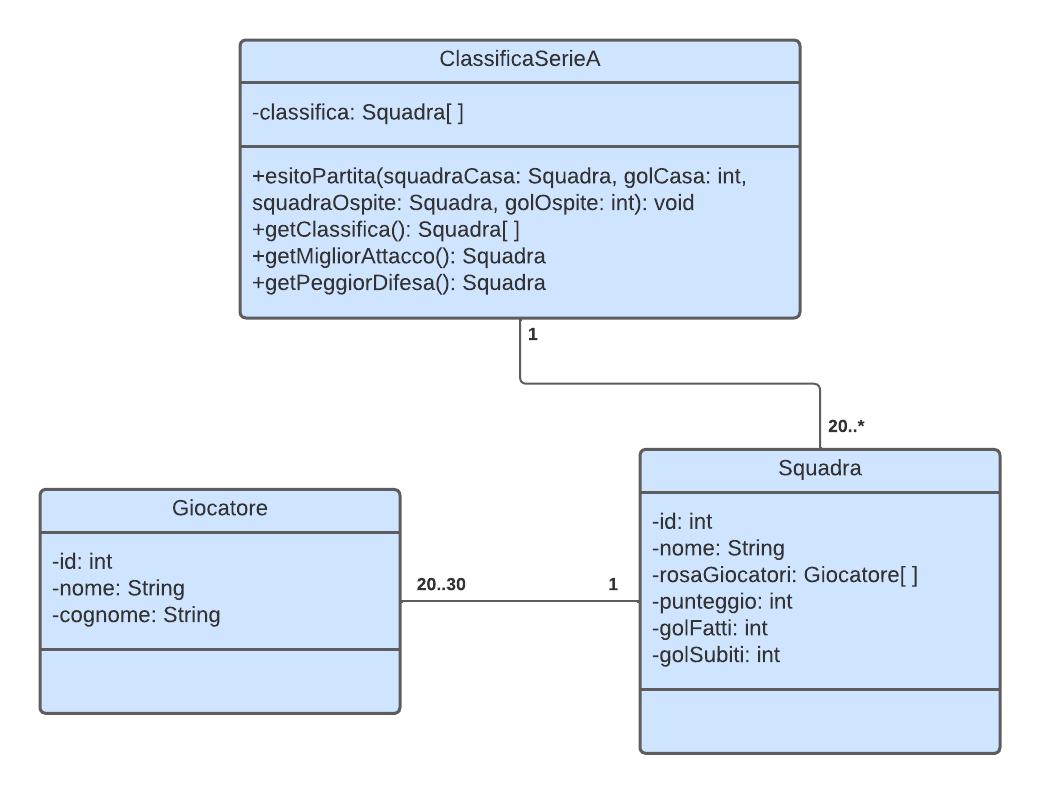 ClassificaSerieA
-classifica: Squadra[ ]
+esitoPartita(squadraCasa: Squadra, golCasa: int,
squadraOspite: Squadra, golOspite: int): void
+getClassifica(): Squadra[ ]
+getMigliorAttacco(): Squadra
+getPeggiorDifesa(): Squadra
1
20..*
Squadra
-id: int
-nome: String
-rosaGiocatori: Giocatore[ ]
-punteggio: int
-golFatti: int
-golSubiti: int
Giocatore
-id: int
-nome: String
-cognome: String
20..30
1